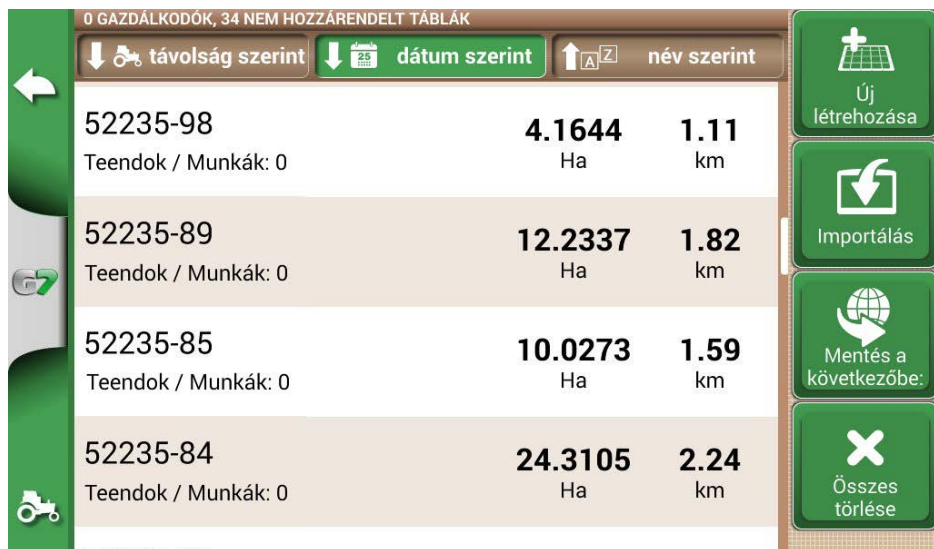 0 GAZDÁLKODÓK, 34 NEM HOZZÁRENDELT TÁBLÁK
távolság szerint
25 dátum szerint
A Z név szerint
52235-98
Teendok / Munkák: 0
4.1644 1.11
Ha km
52235-89
Teendok / Munkák: 0
12.2337 1.82
Ha km
52235-85
Teendok / Munkák: 0
10.0273 1.59
Ha km
52235-84
Teendok / Munkák: 0
24.3105 2.24
Ha km
G7
Új
létrehozása
Importálás
Mentés a
következőbe:
Összes
törlése